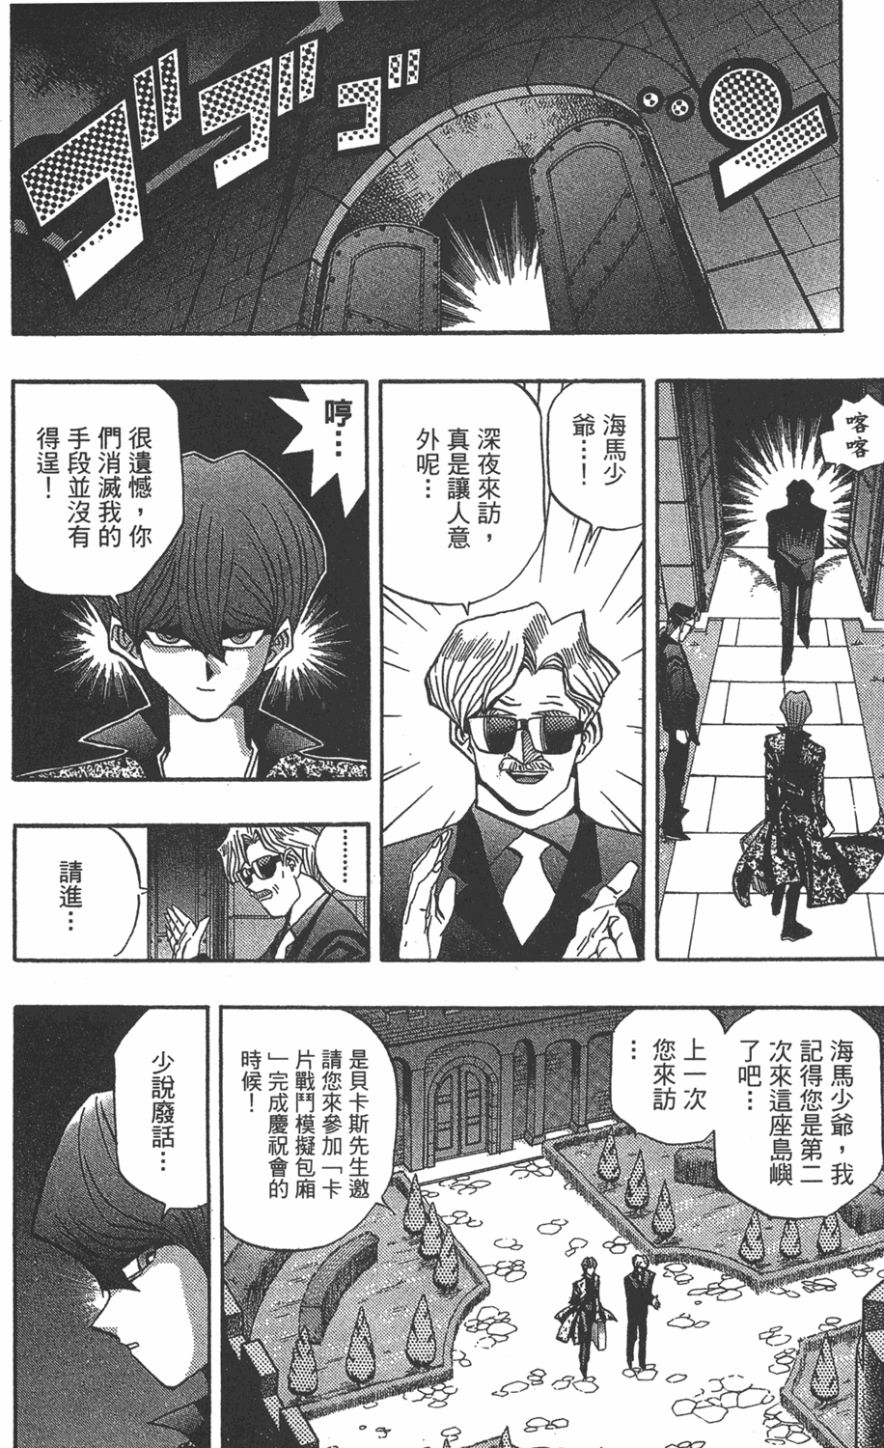 ゴゴゴゴ
喀喀
海馬少
爺…！
深夜來訪，
真是讓人意
外呢…
哼…
很遺憾，你
們消滅我的
手段並沒有
得逞！
………
請進…
海馬少爺，我
記得您是第二
次來這座島嶼
了吧…
上一次
您來訪
…
是貝卡斯先生邀
請您來參加「卡
片戰鬥模擬包廂
」完成慶祝會的
時候！
少說廢話…